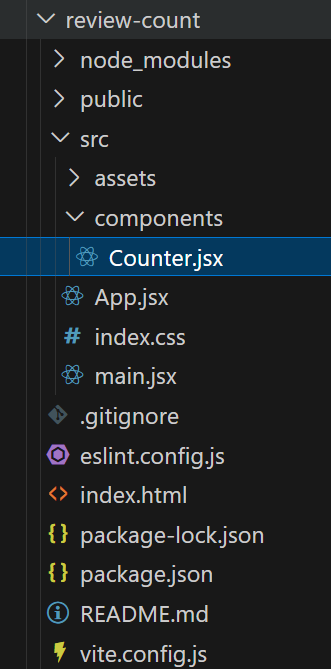 review-count
node_modules
public
src
assets
components
Counter.jsx
App.jsx
index.css
main.jsx
.gitignore
eslint.config.js
index.html
package-lock.json
package.json
README.md
vite.config.js